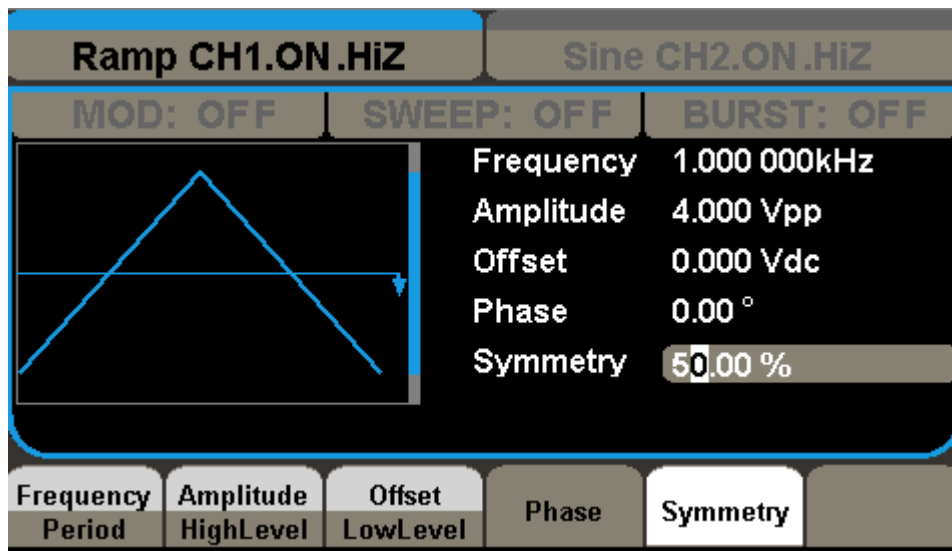 Ramp CH1.ON.HiZ
Sine CH2.ON.HiZ
MOD: OFF
SWEEP: OFF
BURST: OFF
Frequency 1.000 000kHz
Amplitude 4.000 Vpp
Offset 0.000 Vdc
Phase 0.00 °
Symmetry 50.00 %
Frequency
Period
Amplitude
HighLevel
Offset
LowLevel
Phase
Symmetry